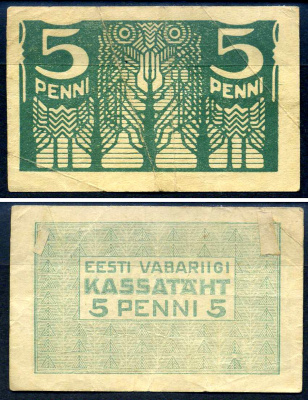 5 5
PENNI PENNI
EESTI VABARIIGI
KASSATÄHT
5 PENNI 5